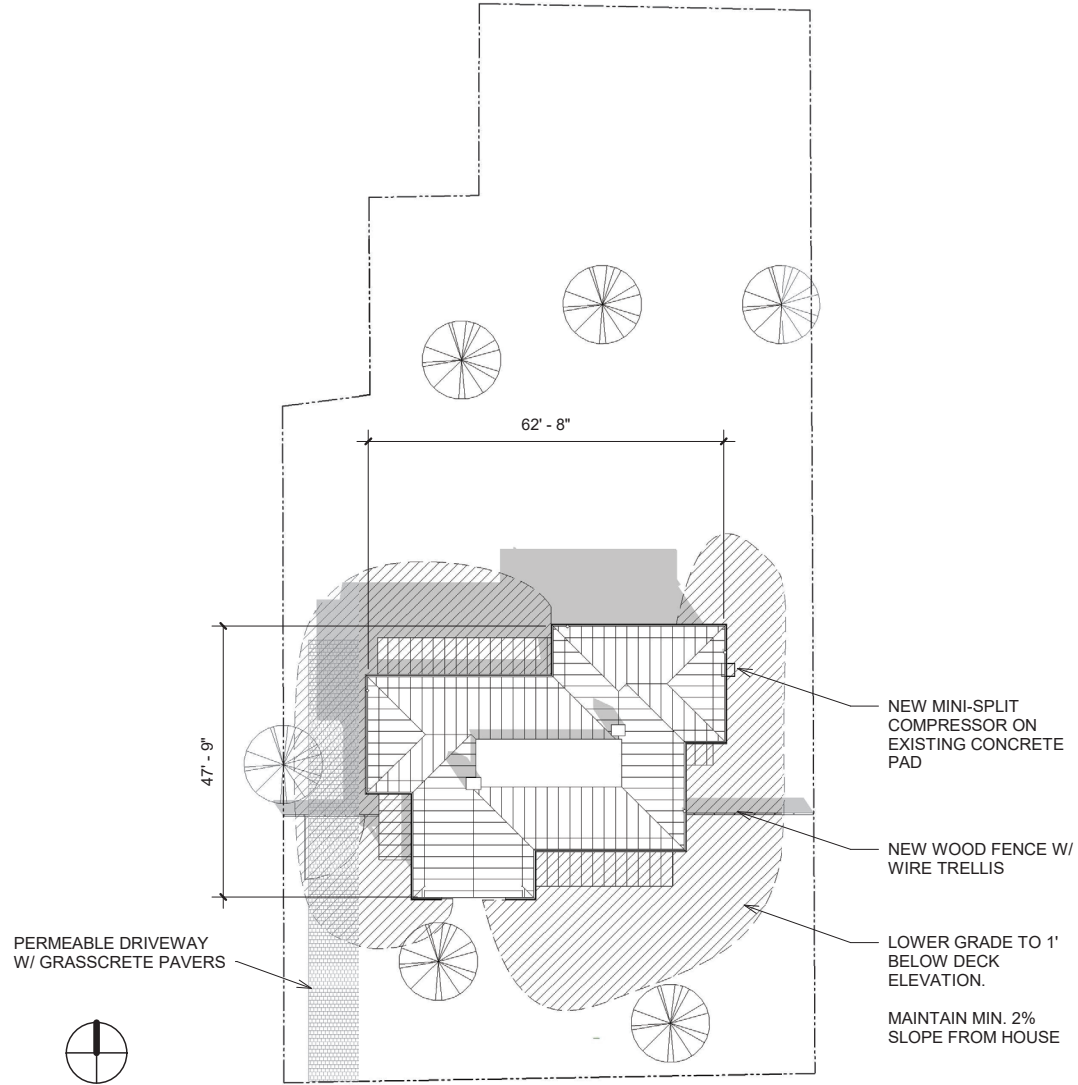 62' - 8"
47' - 9"
NEW MINI-SPLIT
COMPRESSOR ON
EXISTING CONCRETE
PAD
NEW WOOD FENCE W/
WIRE TRELLIS
PERMEABLE DRIVEWAY
W/ GRASSCRETE PAVERS
LOWER GRADE TO 1'
BELOW DECK
ELEVATION.
MAINTAIN MIN. 2%
SLOPE FROM HOUSE